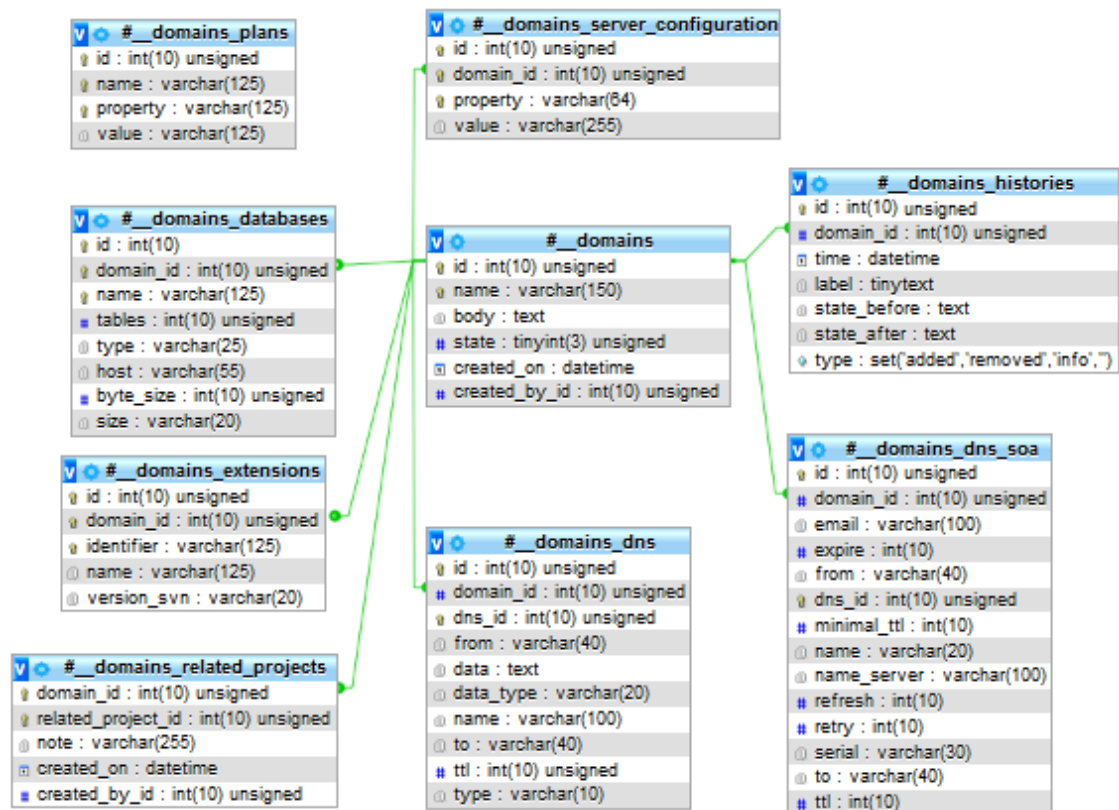 #__domains_plans
id : int(10) unsigned
name : varchar(125)
property : varchar(125)
value : varchar(125)
#__domains_server_configuration
id : int(10) unsigned
domain_id : int(10) unsigned
property : varchar(64)
value : varchar(255)
#__domains_databases
id : int(10)
domain_id : int(10) unsigned
name : varchar(125)
tables : int(10) unsigned
type : varchar(25)
host : varchar(55)
byte_size : int(10) unsigned
size : varchar(20)
#__domains
id : int(10) unsigned
name : varchar(150)
body : text
state : tinyint(3) unsigned
created_on : datetime
created_by_id : int(10) unsigned
#__domains_histories
id : int(10) unsigned
domain_id : int(10) unsigned
time : datetime
label : tinytext
state_before : text
state_after : text
type : set('added','removed','info','')
#__domains_extensions
id : int(10) unsigned
domain_id : int(10) unsigned
identifier : varchar(125)
name : varchar(125)
version_svn : varchar(20)
#__domains_related_projects
domain_id : int(10) unsigned
related_project_id : int(10) unsigned
note : varchar(255)
created_on : datetime
created_by_id : int(10) unsigned
#__domains_dns
id : int(10) unsigned
domain_id : int(10) unsigned
dns_id : int(10) unsigned
from : varchar(40)
data : text
data_type : varchar(20)
name : varchar(100)
to : varchar(40)
ttl : int(10) unsigned
type : varchar(10)
#__domains_dns_soa
id : int(10) unsigned
domain_id : int(10) unsigned
email : varchar(100)
expire : int(10)
from : varchar(40)
dns_id : int(10) unsigned
minimal_ttl : int(10)
name : varchar(20)
name_server : varchar(100)
refresh : int(10)
retry : int(10)
serial : varchar(30)
to : varchar(40)
ttl : int(10)